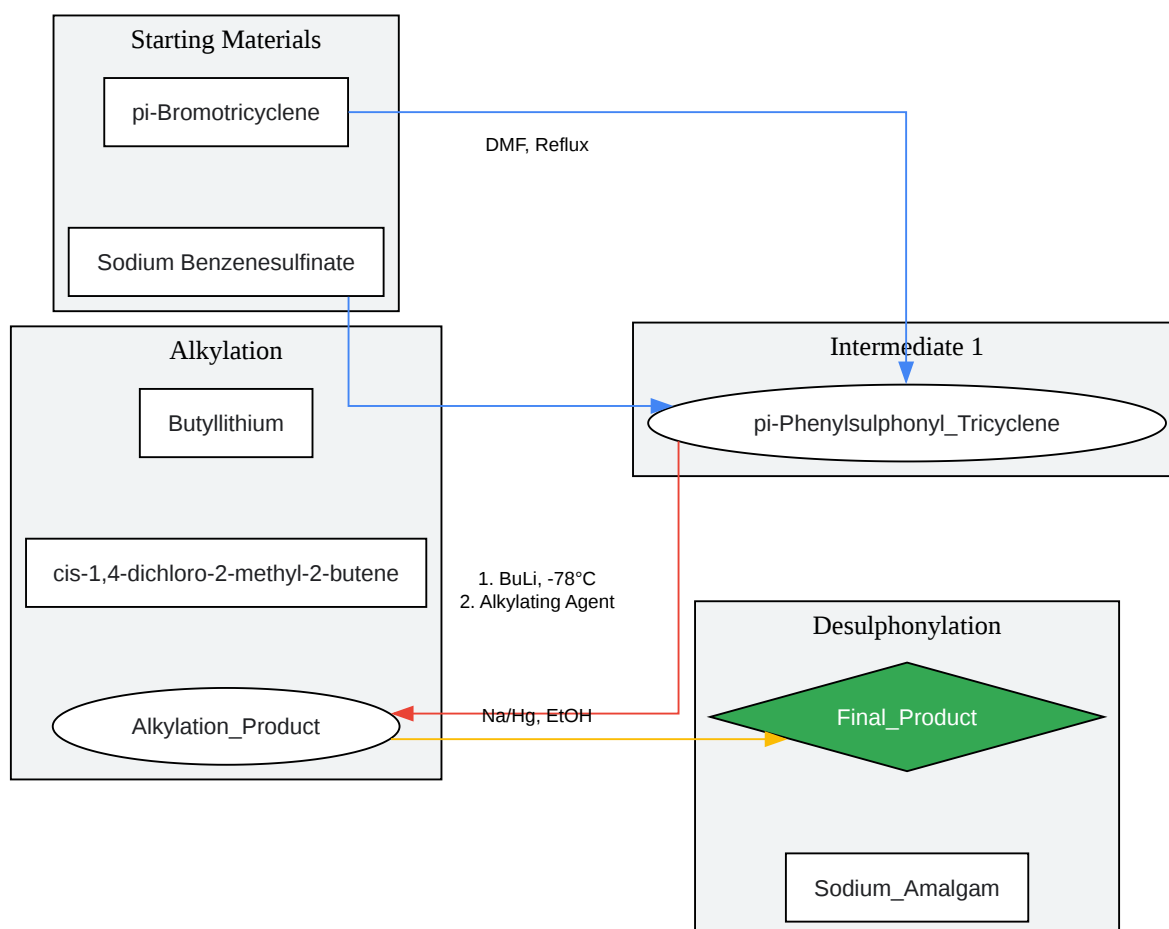 Starting Materials
pi-Bromotricyclene
DMF, Reflux
Sodium Benzenesulfinate
Alkylation
Intermediate 1
Butyllithium
pi-Phenylsulphonyl_Tricyclene
cis-1,4-dichloro-2-methyl-2-butene
1. BuLi, -78°C
2. Alkylating Agent
Desulphonylation
Alkylation_Product
Na/Hg, EtOH
Final_Product
Sodium_Amalgam